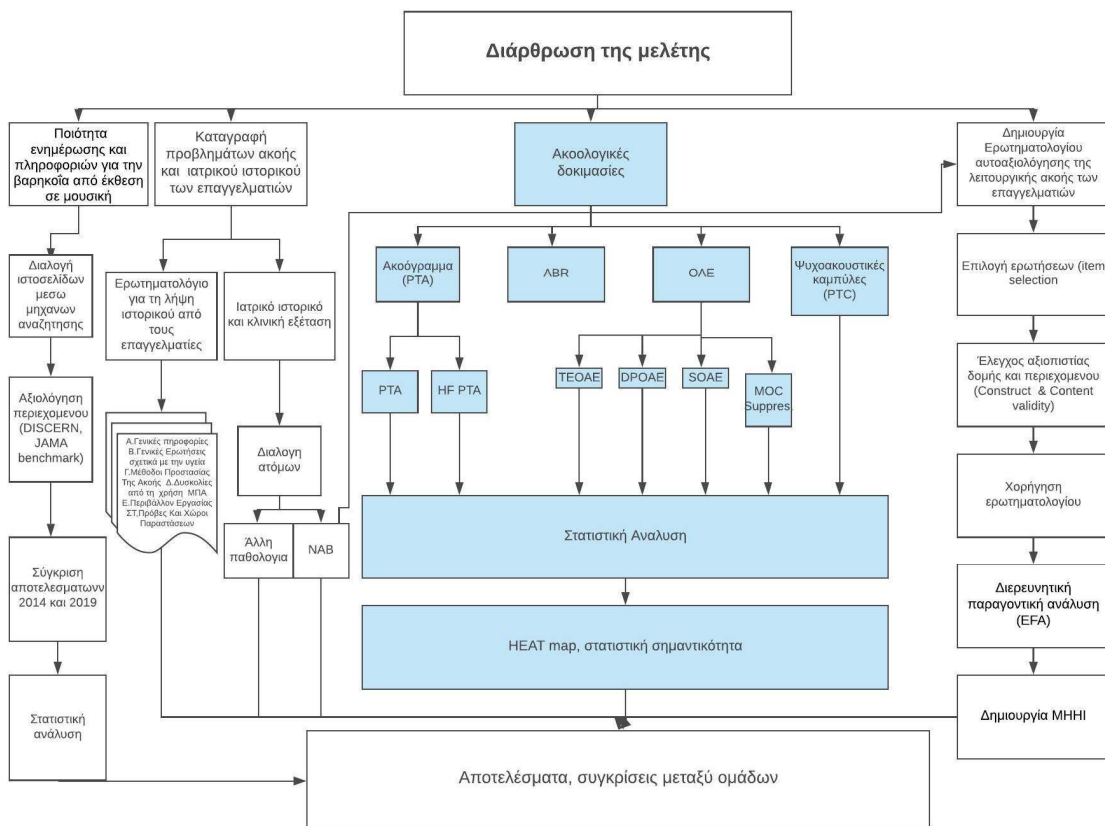 Διάρθρωση της μελέτης
Ποιότητα
ενημέρωσης και
πληροφοριών για την
βαρηκοΐα από έκθεση
σε μουσική
Καταγραφή
προβλημάτων ακοής
και ιατρικού ιστορικού
των επαγγελματιών
Ακοολογικές
δοκιμασίες
Δημιουργία
Ερωτηματολογίου
αυτοαξιολόγησης της
λειτουργικής ακοής των
επαγγελματιών
Διαλογή
ιστοσελίδων
μεσω
μηχανων
αναζητησης
Ερωτηματολόγιο
για τη λήψη
ιστορικού από
τους
επαγγελματίες
Ιατρικό ιστορικό
και κλινική εξέταση
Ακοόγραμμα
(PTA)
ABR
ΟΛΕ
Ψυχοακουστικές
καμπύλες
(PTC)
Επιλογή ερωτήσεων (item
selection
Αξιολόγηση
περιεχομενου
(DISCERN,
JAMA
benchmark)
PTA
HF PTA
TEOAE
DPOAE
SOAE
MOC
Suppres.
Έλεγχος αξιοπιστίας
δομής και περιεχομενου
(Construct & Content
validity)
Α.Γενικές πηροφορίες
Β.Γενικές Ερωτήσεις
σχετικά με την υγεία
Γ.Μέθοδοι Προστασίας
Της Ακοής Δ.Δυσκολίες
από τη χρήση ΜΠΑ
Ε.Περιβάλλον Εργασίας
ΣΤ,Πρόβες Και Χώροι
Παραστάσεων
Διαλογη
ατόμων
Άλλη
παθολογια
NAB
Χορήγηση
ερωτηματολογίου
Στατιστική Αναλυση
Σύγκριση
αποτελεσματωνν
2014 και 2019
Διερευνητική
παραγοντική ανάλυση
(EFA)
HEAT map, στατιστική σημαντικότητα
Στατιστική
ανάλυση
Δημιουργία MHHI
Αποτελέσματα, συγκρίσεις μεταξύ ομάδων